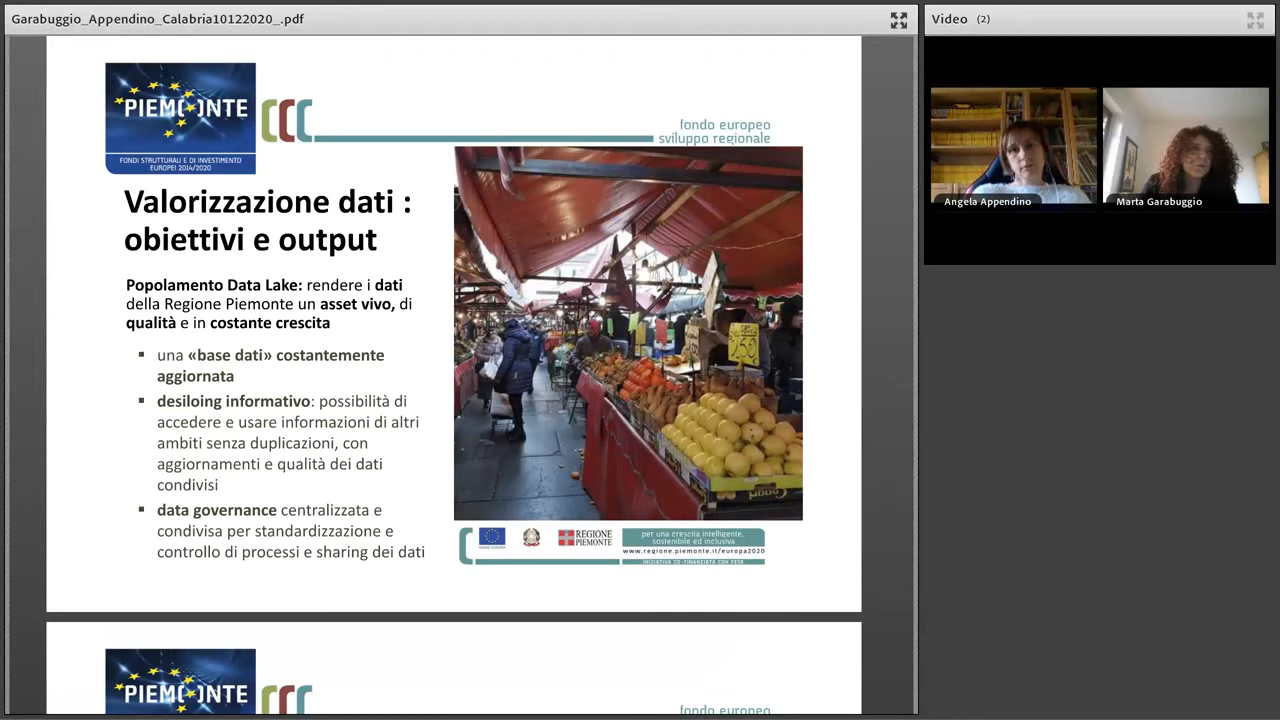 Garabuggio_Appendino_Calabria10122020_.pdf
Video (2)
PIEMONTE
FONDI STRUTTURALI E DI INVESTIMENTO
EUROPEI 2014/2020
fondo europeo
sviluppo regionale
Valorizzazione dati :
obiettivi e output
Popolamento Data Lake: rendere i dati
della Regione Piemonte un asset vivo, di
qualità e in costante crescita
▪ una «base dati» costantemente
aggiornata
▪ desiloing informativo: possibilità di
accedere e usare informazioni di altri
ambiti senza duplicazioni, con
aggiornamenti e qualità dei dati
condivisi
▪ data governance centralizzata e
condivisa per standardizzazione e
controllo di processi e sharing dei dati
UNIONE EUROPEA
REGIONE
PIEMONTE
per una crescita intelligente,
sostenibile ed inclusiva
www.regione.piemonte.it/europa2020
INIZIATIVA CO-FINANZIATA CON FESR
Angela Appendino
Marta Garabuggio
PIEMONTE
fondo europeo